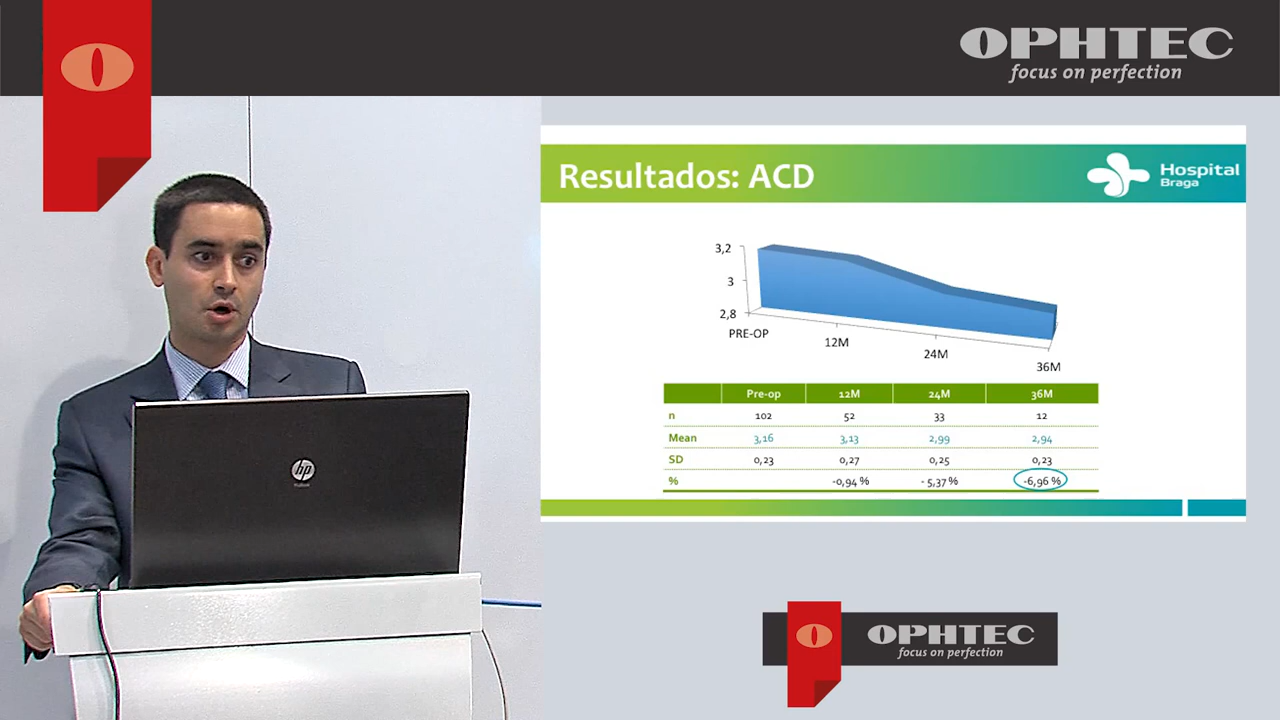 OPHTEC
focus on perfection
Resultados: ACD
Hospital
Braga
3,2
3
2,8
PRE-OP
12M
24M
36M
Pre-op 12M 24M 36M
n 102 52 33 12
Mean 3,16 3,13 2,99 2,94
SD 0,23 0,27 0,25 0,23
% -0,94 % - 5,37 % -6,96 %
hp
OPHTEC
focus on perfection